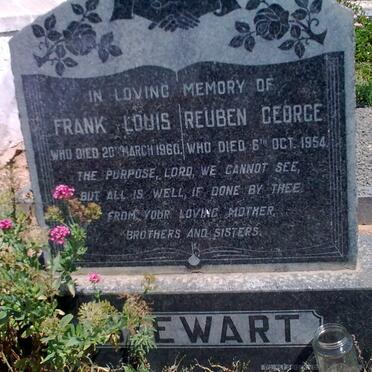 IN LOVING MEMORY OF
FRANK LOUIS REUBEN GEORGE
WHO DIED 20TH MARCH 1960. WHO DIED 6TH OCT. 1954.
THE PURPOSE, LORD, WE CANNOT SEE,
BUT ALL IS WELL, IF DONE BY THEE.
FROM YOUR LOVING MOTHER,
BROTHERS AND SISTERS.
EWART